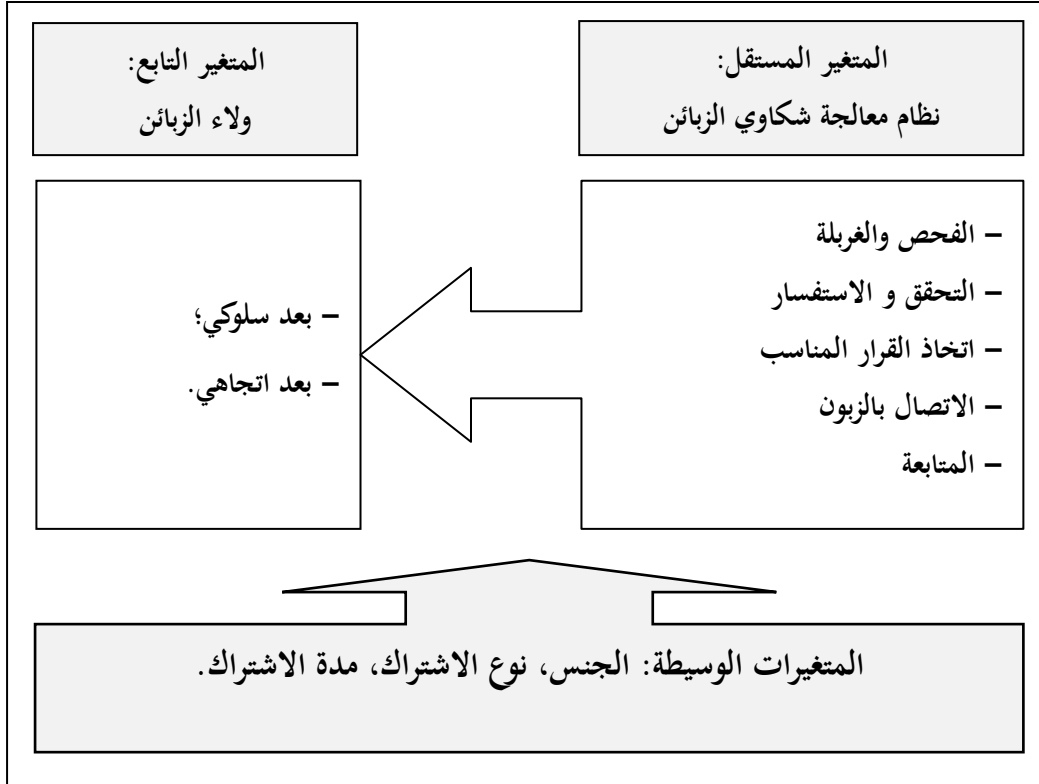 المتغير المستقل:
نظام معالجة شكاوي الزبائن
المتغير التابع:
ولاء الزبائن
– الفحص والغربلة
– التحقق و الاستفسار
– اتخاذ القرار المناسب
– الاتصال بالزبون
– المتابعة
– بعد سلوكي؛
– بعد اتجاهي.
المتغيرات الوسيطة: الجنس، نوع الاشتراك، مدة الاشتراك.